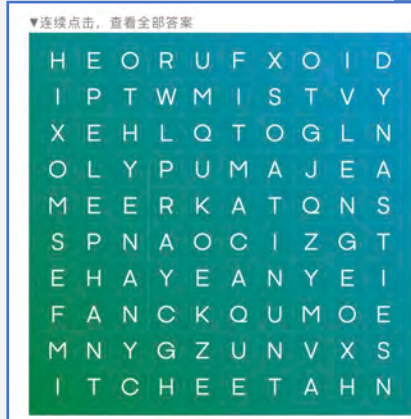 ▼连续点击，查看全部答案
H E O R U F X O I D
I P T W M I S T V Y
X E H L Q T O G L N
O L Y P U M A J E A
M E E R K A T Q N S
S P N A O C I Z G T
E H A Y E A N Y E I
F A N C K Q U M O E
M N Y G Z U N V X S
I T C H E E T A H N